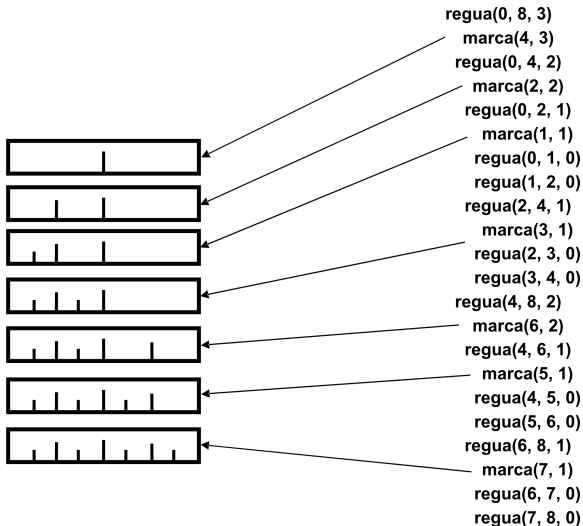 regua(0, 8, 3)
marca(4, 3)
regua(0, 4, 2)
marca(2, 2)
regua(0, 2, 1)
marca(1, 1)
regua(0, 1, 0)
regua(1, 2, 0)
regua(2, 4, 1)
marca(3, 1)
regua(2, 3, 0)
regua(3, 4, 0)
regua(4, 8, 2)
marca(6, 2)
regua(4, 6, 1)
marca(5, 1)
regua(4, 5, 0)
regua(5, 6, 0)
regua(6, 8, 1)
marca(7, 1)
regua(6, 7, 0)
regua(7, 8, 0)